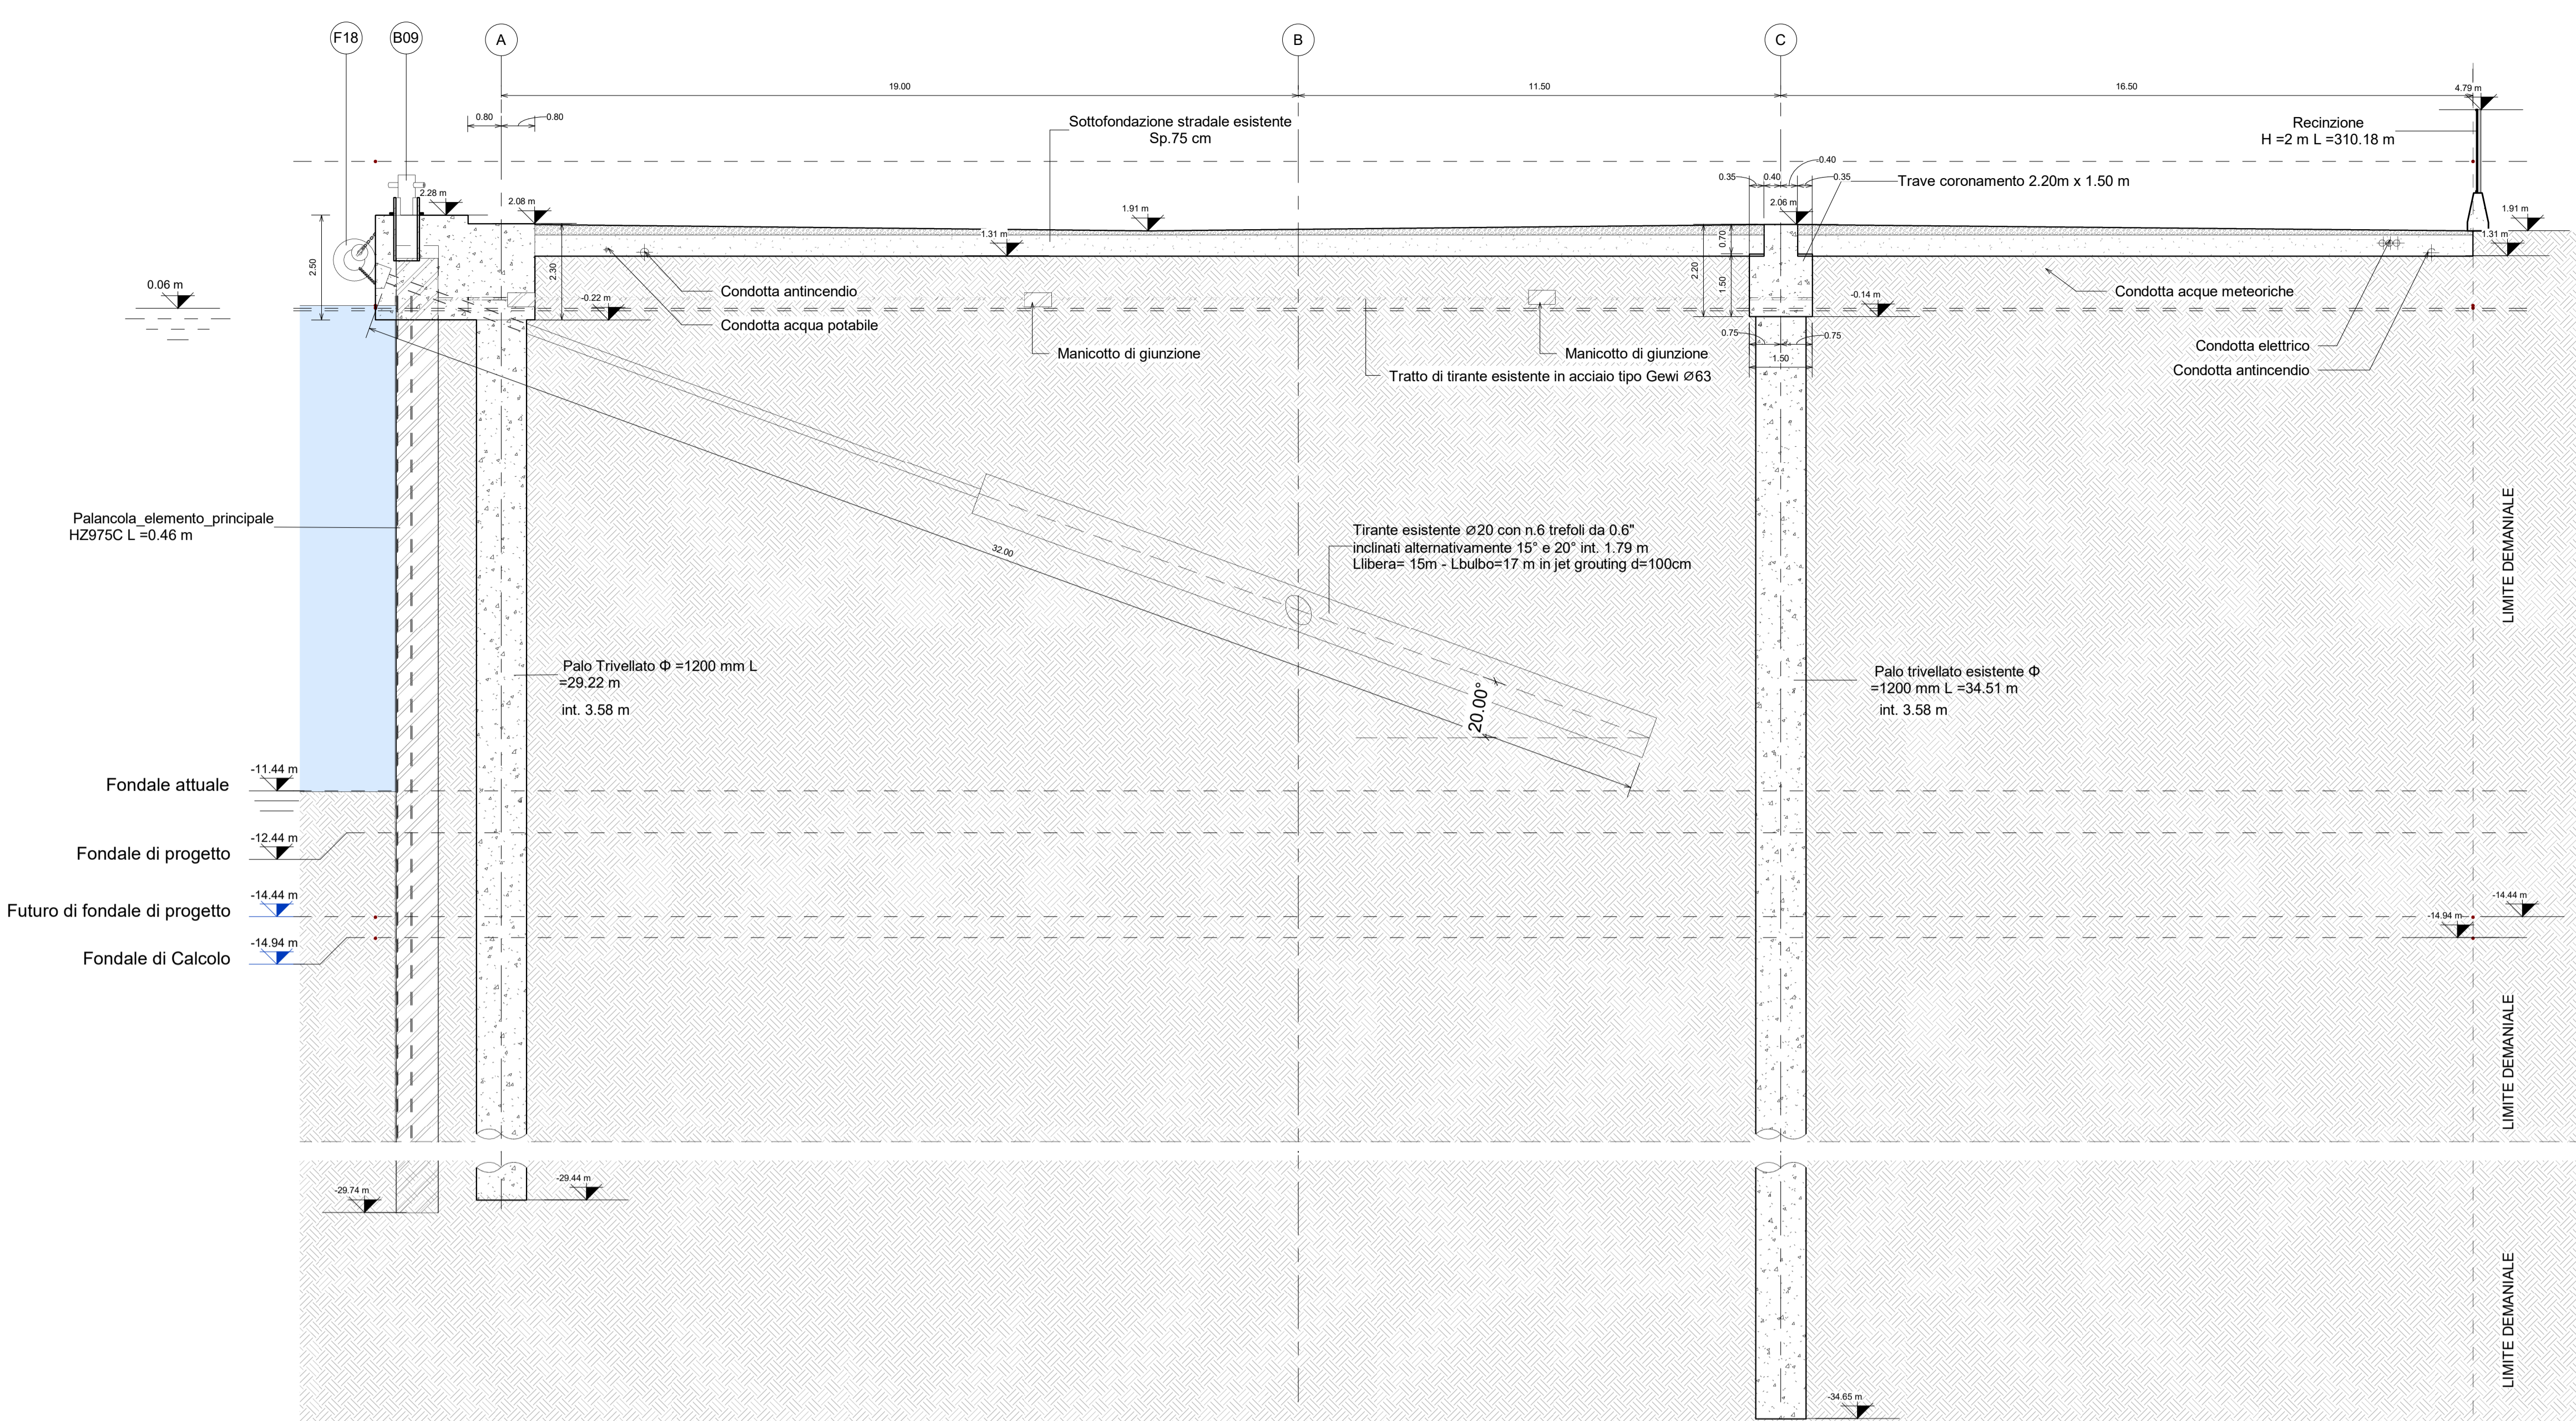 F18
B09
A
B
C
19.00
11.50
16.50
4.79 m
0.80
0.80
Sottofondazione stradale esistente
Sp.75 cm
Recinzione
H =2 m L =310.18 m
0.40
0.35
0.40
0.35
Trave coronamento 2.20m x 1.50 m
2.28 m
2.08 m
1.91 m
2.06 m
1.91 m
1.31 m
1.31 m
2.50
2.30
0.70
2.20
1.50
0.06 m
-0.22 m
-0.14 m
Condotta antincendio
Condotta acqua potabile
Condotta acque meteoriche
Manicotto di giunzione
Manicotto di giunzione
0.75
0.75
1.50
Condotta elettrico
Condotta antincendio
Tratto di tirante esistente in acciaio tipo Gewi ∅63
Palancola_elemento_principale
HZ975C L =0.46 m
32.00
Tirante esistente ∅20 con n.6 trefoli da 0.6"
inclinati alternativamente 15° e 20° int. 1.79 m
Llibera= 15m - Lbulbo=17 m in jet grouting d=100cm
LIMITE DEMANIALE
Palo Trivellato Φ =1200 mm L
=29.22 m
int. 3.58 m
20.00°
Palo trivellato esistente Φ
=1200 mm L =34.51 m
int. 3.58 m
-11.44 m
Fondale attuale
-12.44 m
Fondale di progetto
-14.44 m
Futuro di fondale di progetto
-14.94 m
Fondale di Calcolo
-14.44 m
-14.94 m
LIMITE DEMANIALE
-29.74 m
-29.44 m
LIMITE DEMANIALE
-34.65 m